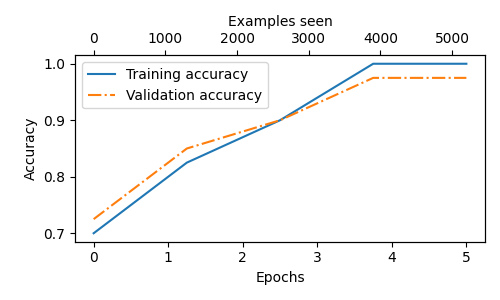 Examples seen
0 1000 2000 3000 4000 5000
1.0
0.9
0.8
0.7
Accuracy
Training accuracy
Validation accuracy
0 1 2 3 4 5
Epochs